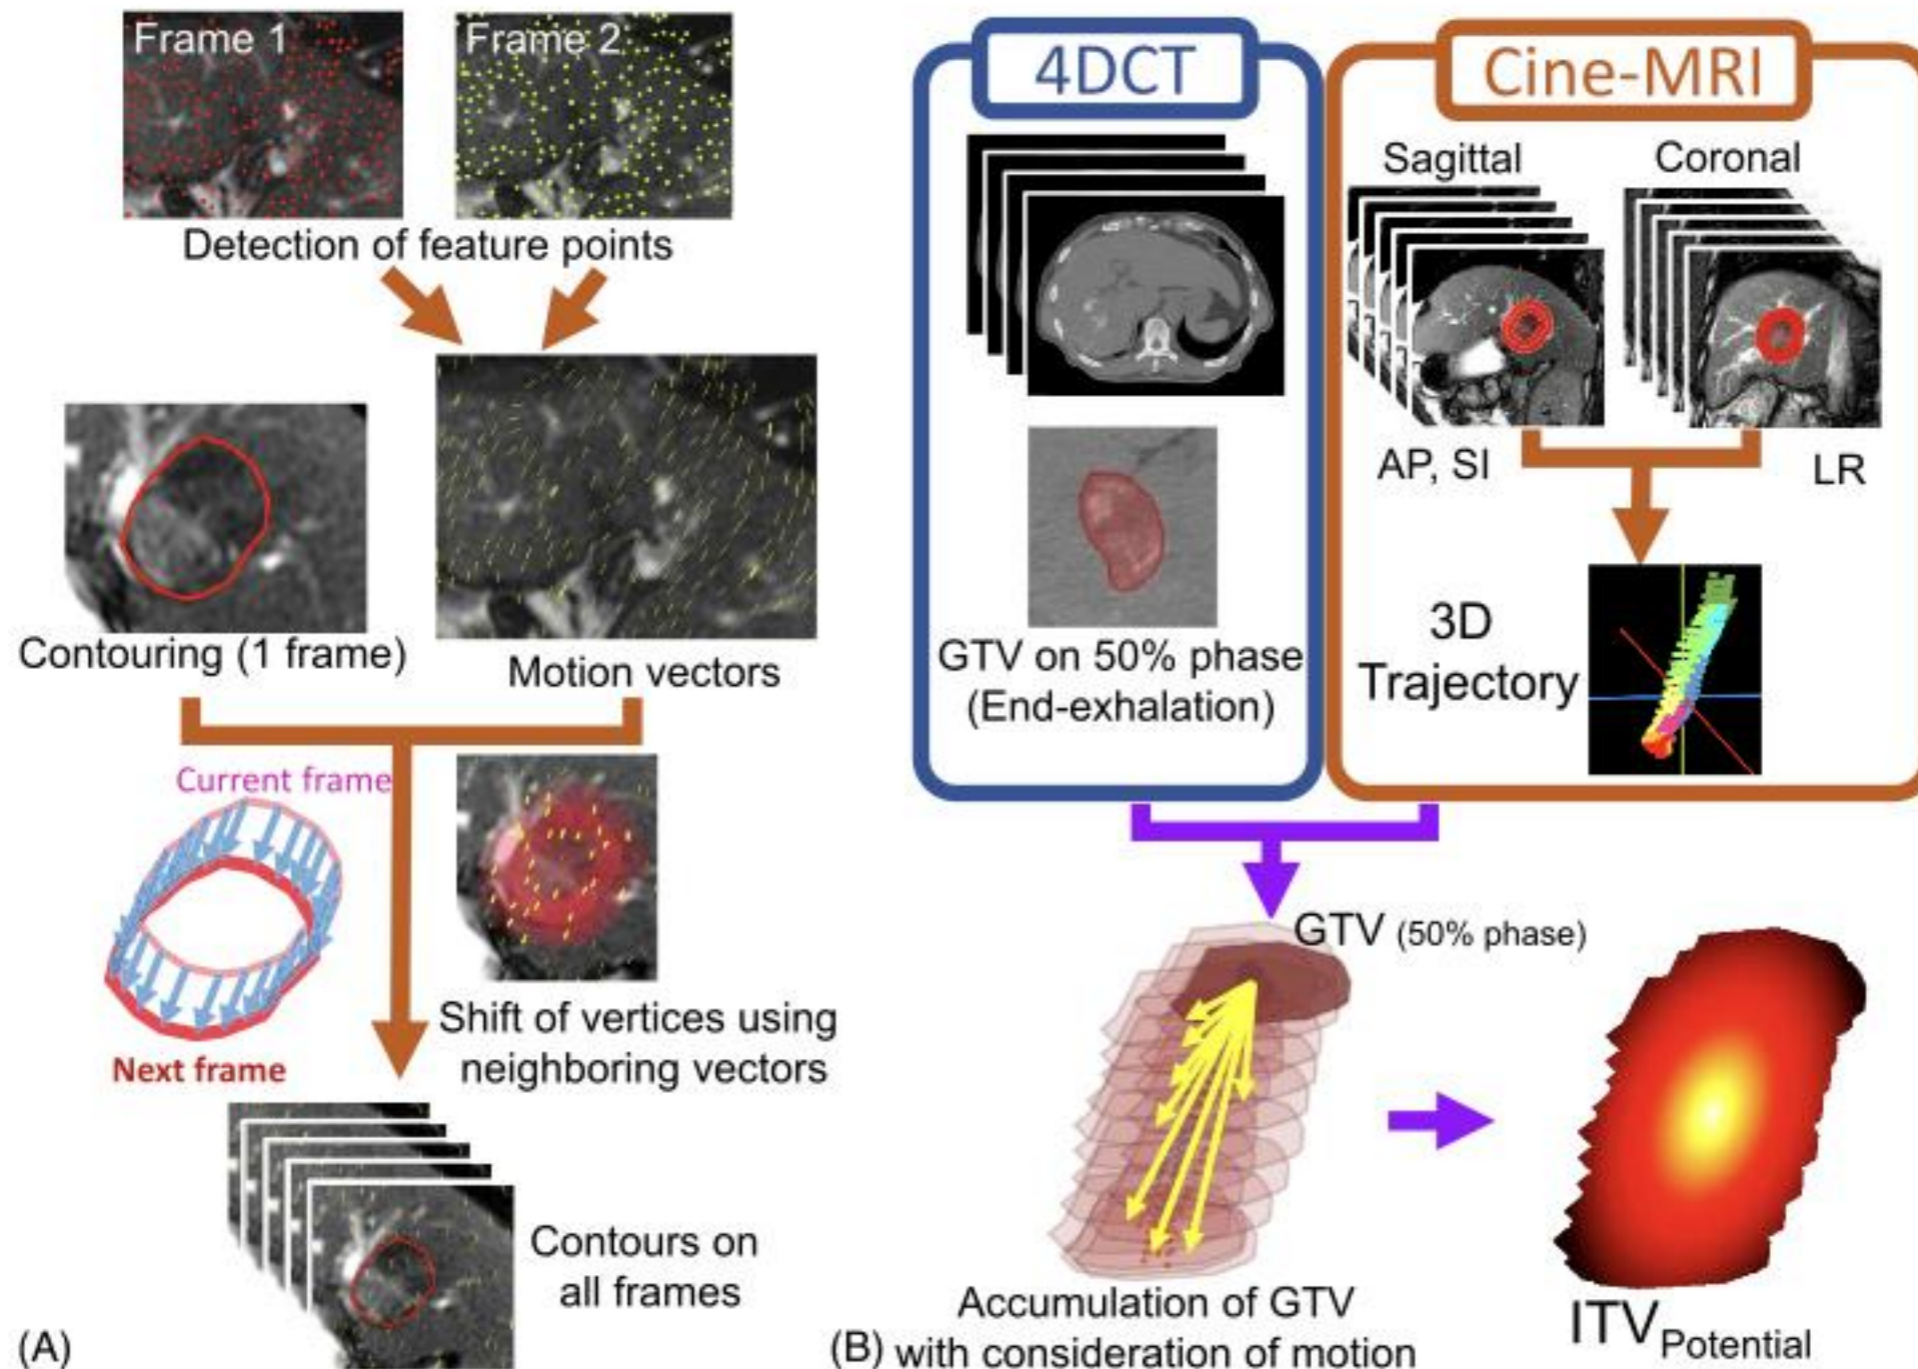 Frame 1
Frame 2
Detection of feature points
Contouring (1 frame)
Motion vectors
Current frame
Next frame
Shift of vertices using
neighboring vectors
Contours on
all frames
(A)
4DCT
GTV on 50% phase
(End-exhalation)
Cine-MRI
Sagittal
Coronal
AP, SI
LR
3D
Trajectory
GTV (50% phase)
Accumulation of GTV
with consideration of motion
ITVPotential
(B)